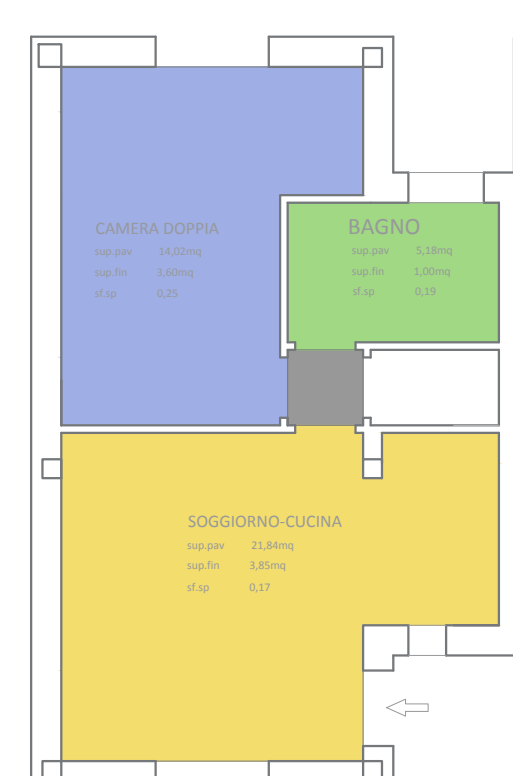 CAMERA DOPPIA
sup.pav 14,02mq
sup.fin 3,60mq
sf.sp 0,25
BAGNO
sup.pav 5,18mq
sup.fin 1,00mq
sf.sp 0,19
SOGGIORNO-CUCINA
sup.pav 21,84mq
sup.fin 3,85mq
sf.sp 0,17